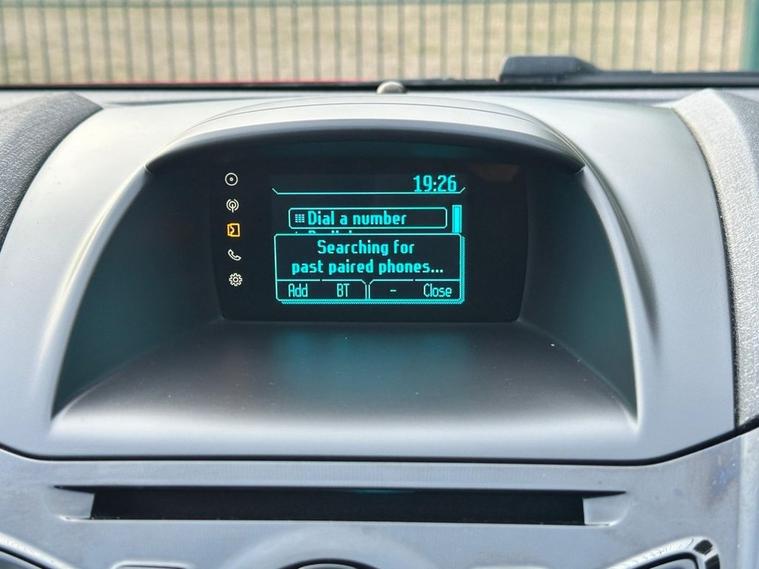 19:26
Dial a number
Searching for
past paired phones...
Add BT - Close